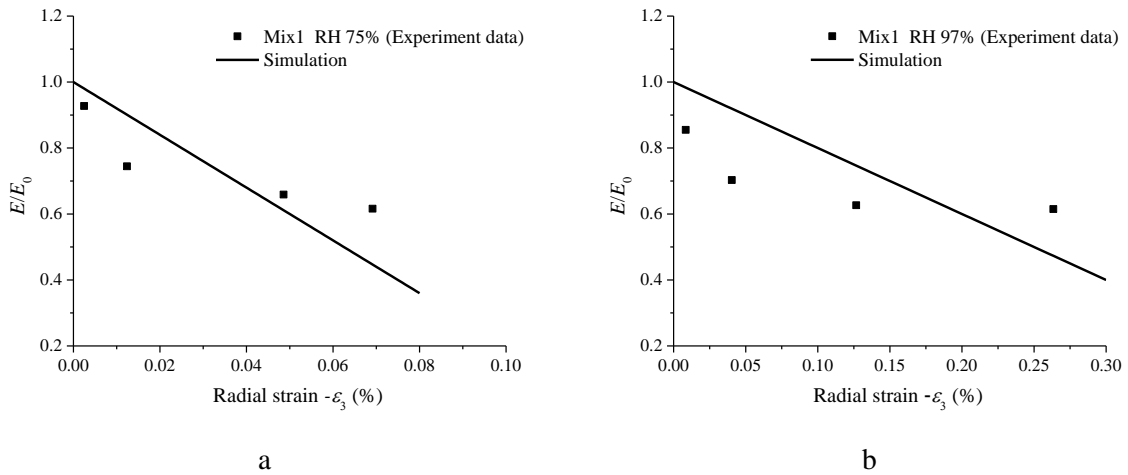 1.2
1.0
0.8
0.6
0.4
0.2
E/E0
Mix1 RH 75% (Experiment data)
Simulation
0.00 0.02 0.04 0.06 0.08 0.10
Radial strain -ε3 (%)
a
1.2
1.0
0.8
0.6
0.4
0.2
E/E0
Mix1 RH 97% (Experiment data)
Simulation
0.00 0.05 0.10 0.15 0.20 0.25 0.30
Radial strain -ε3 (%)
b